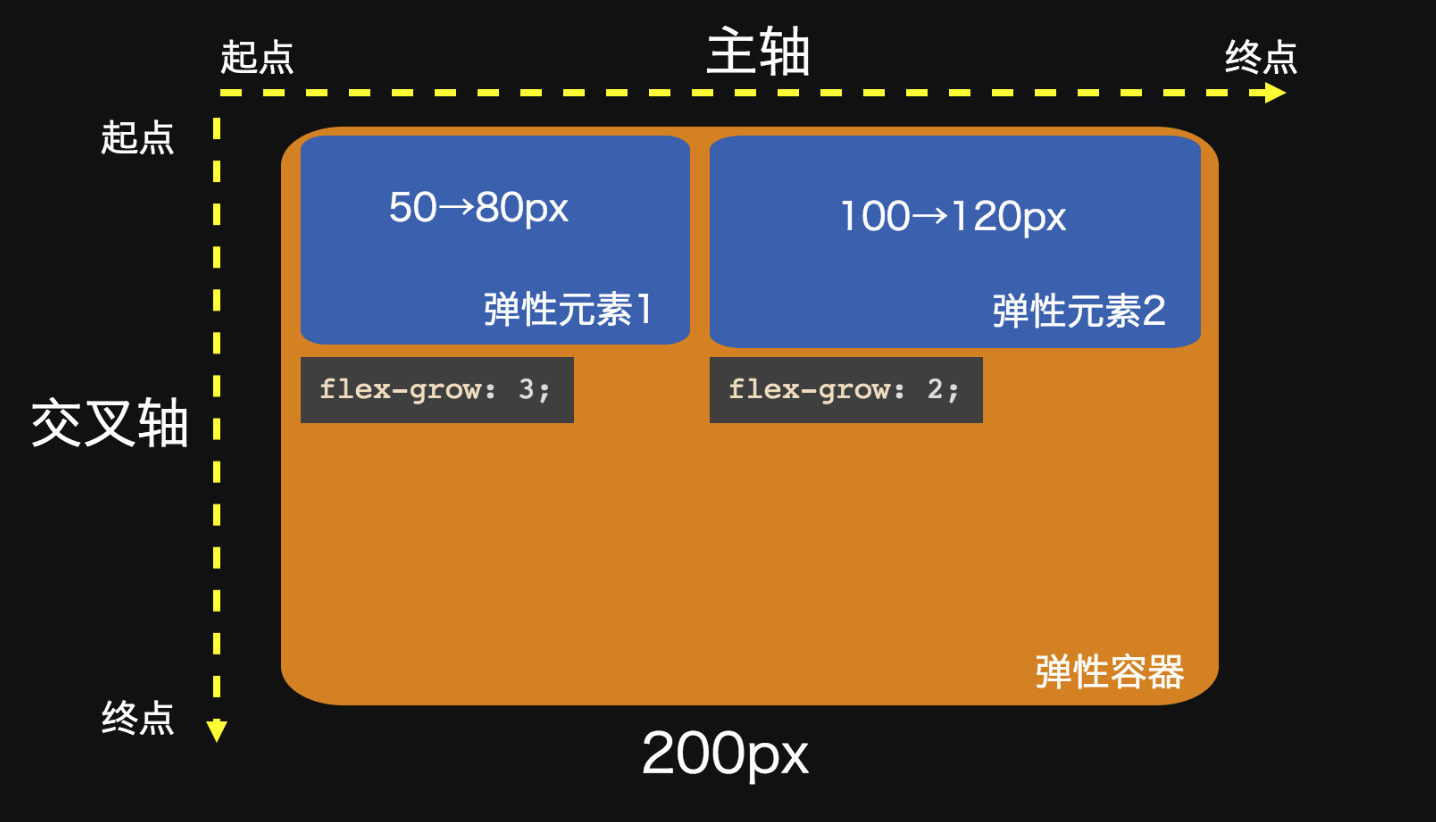 主轴
起点
终点
起点
50→80px
100→120px
弹性元素1
弹性元素2
flex-grow: 3;
flex-grow: 2;
交叉轴
弹性容器
终点
200px